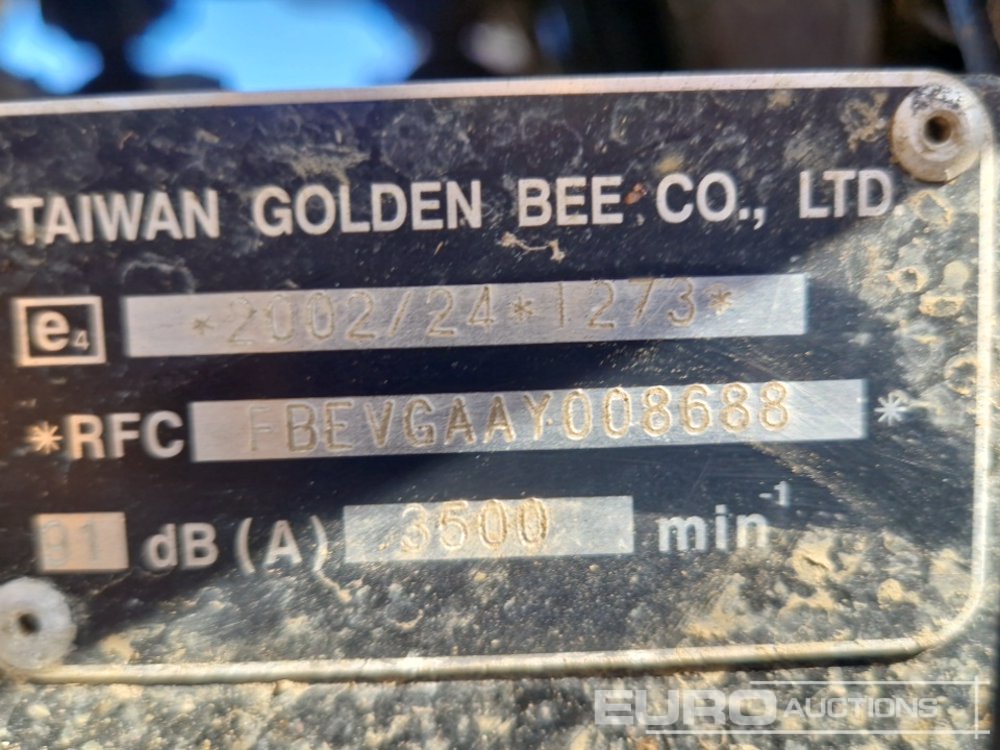 TAIWAN GOLDEN BEE CO., LTD
e4 *2002/24*1273*
*RFC FBEVGAAY008688 *
91 dB (A) 3500 min-1
EURO AUCTIONS